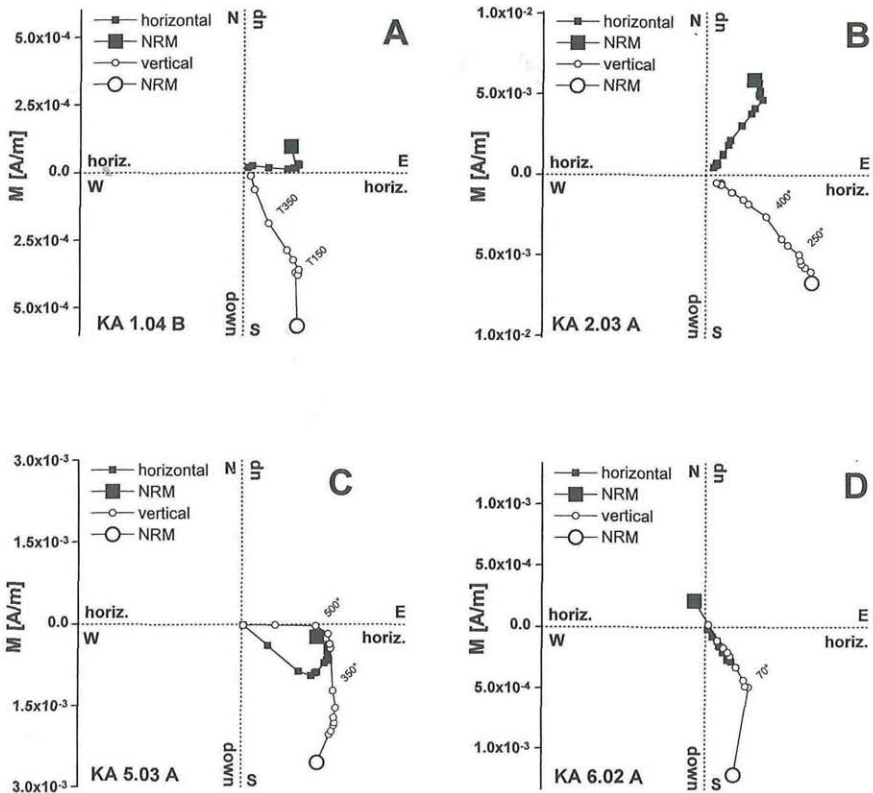 A
horizontal
NRM
vertical
NRM
N
up
5.0x10-4
2.5x10-4
0.0
2.5x10-4
5.0x10-4
M [A/m]
horiz.
W
E
horiz.
T350
T150
down
S
KA 1.04 B
B
horizontal
NRM
vertical
NRM
N
up
1.0x10-2
5.0x10-3
0.0
5.0x10-3
1.0x10-2
M [A/m]
horiz.
W
E
horiz.
400°
250°
down
S
KA 2.03 A
C
horizontal
NRM
vertical
NRM
N
up
3.0x10-3
1.5x10-3
0.0
1.5x10-3
3.0x10-3
M [A/m]
horiz.
W
E
horiz.
500°
350°
down
S
KA 5.03 A
D
horizontal
NRM
vertical
NRM
N
up
1.0x10-3
5.0x10-4
0.0
5.0x10-4
1.0x10-3
M [A/m]
horiz.
W
E
horiz.
70°
down
S
KA 6.02 A